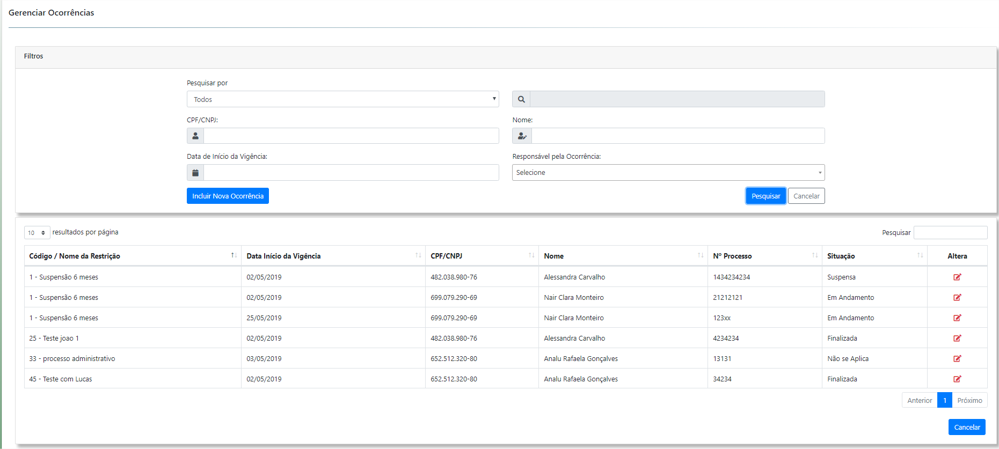 Gerenciar Ocorrências
Filtros
Pesquisar por
Todos
CPF/CNPJ:
Nome:
Data de Início da Vigência:
Responsável pela Ocorrência:
Selecione
Incluir Nova Ocorrência
Pesquisar
Cancelar
10 resultados por página
Pesquisar
Código / Nome da Restrição Data Início da Vigência CPF/CNPJ Nome Nº Processo Situação Altera
1 - Suspensão 6 meses 02/05/2019 482.038.980-76 Alessandra Carvalho 1434234234 Suspensa
1 - Suspensão 6 meses 02/05/2019 699.079.290-69 Nair Clara Monteiro 21212121 Em Andamento
1 - Suspensão 6 meses 25/05/2019 699.079.290-69 Nair Clara Monteiro 123xx Em Andamento
25 - Teste joao 1 02/05/2019 482.038.980-76 Alessandra Carvalho 4234234 Finalizada
33 - processo administrativo 03/05/2019 652.512.320-80 Analu Rafaela Gonçalves 13131 Não se Aplica
45 - Teste com Lucas 02/05/2019 652.512.320-80 Analu Rafaela Gonçalves 34234 Finalizada
Anterior 1 Próximo
Cancelar